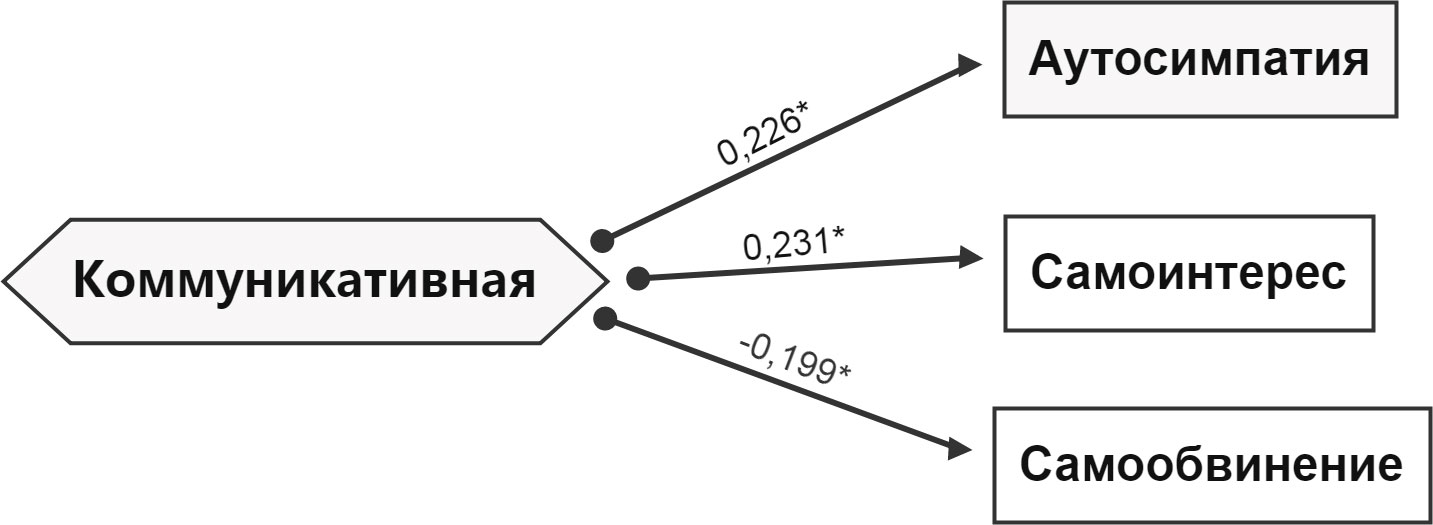 Аутосимпатия
0,226*
Коммуникативная
0,231*
Самоинтерес
-0,199*
Самообвинение